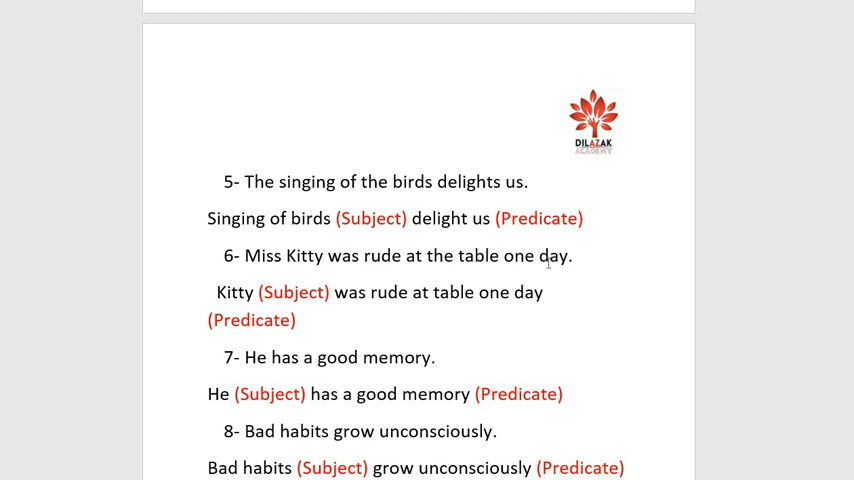 DILAZAK
ACADEMY
5- The singing of the birds delights us.
Singing of birds (Subject) delight us (Predicate)
6- Miss Kitty was rude at the table one day.
Kitty (Subject) was rude at table one day
(Predicate)
7- He has a good memory.
He (Subject) has a good memory (Predicate)
8- Bad habits grow unconsciously.
Bad habits (Subject) grow unconsciously (Predicate)